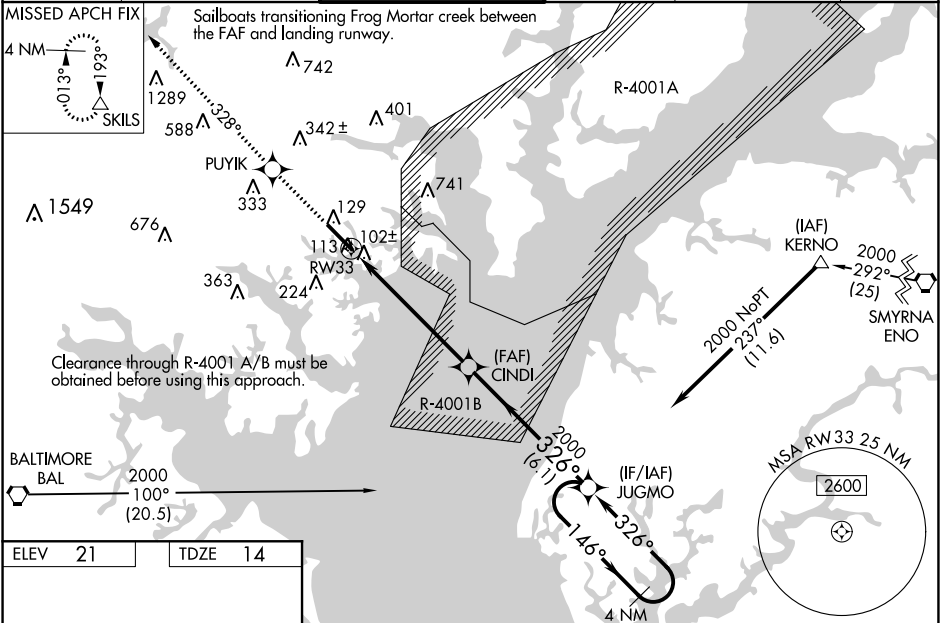 MISSED APCH FIX
4 NM
013°
193°
SKILS
Sailboats transitioning Frog Mortar creek between
the FAF and landing runway.
742
1289
328°
588
401
342±
R-4001A
PUYIK
333
741
1549
129
676
113
102±
RW33
(IAF)
KERNO
2000
292°
(25)
SMYRNA
ENO
363
224
2000 NoPT
237°
(11.6)
Clearance through R-4001 A/B must be
obtained before using this approach.
(FAF)
CINDI
R-4001B
2000
326°
(6.1)
MSA RW33 25 NM
2600
BALTIMORE
BAL
2000
100°
(20.5)
(IF/IAF)
JUGMO
326°
146°
4 NM
ELEV 21
TDZE 14